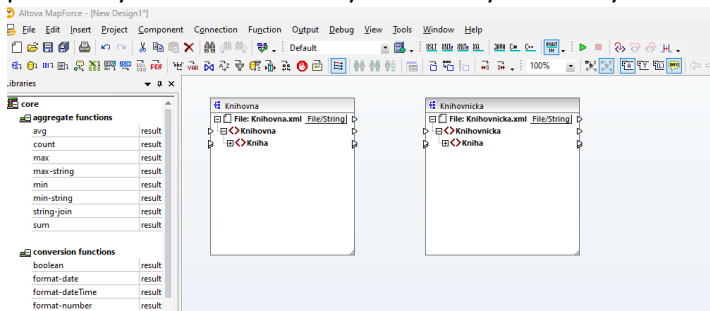 Altova MapForce - [New Design1*]
File Edit Insert Project Component Connection Function Output Debug View Tools Window Help
Default
100%
Libraries
core
aggregate functions
avg result
count result
max result
max-string result
min result
min-string result
string-join result
sum result
conversion functions
boolean result
format-date result
format-dateTime result
format-number result
Knihovna
File: Knihovna.xml File/String
Knihovna
Kniha
Knihovnicka
File: Knihovnicka.xml File/String
Knihovnicka
Kniha